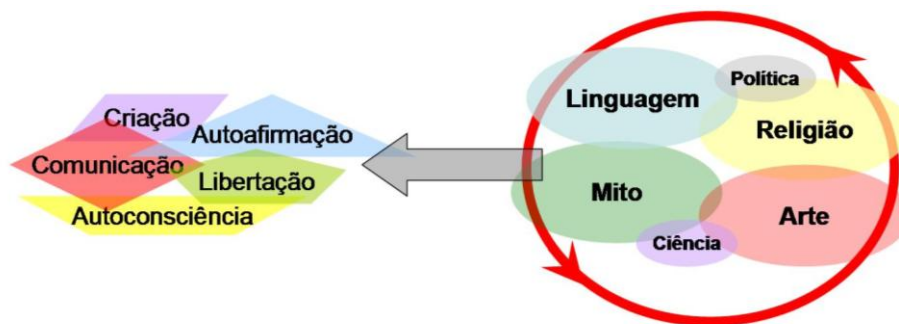 Criação
Autoafirmação
Comunicação
Libertação
Autoconsciência
Linguagem
Política
Religião
Mito
Arte
Ciência